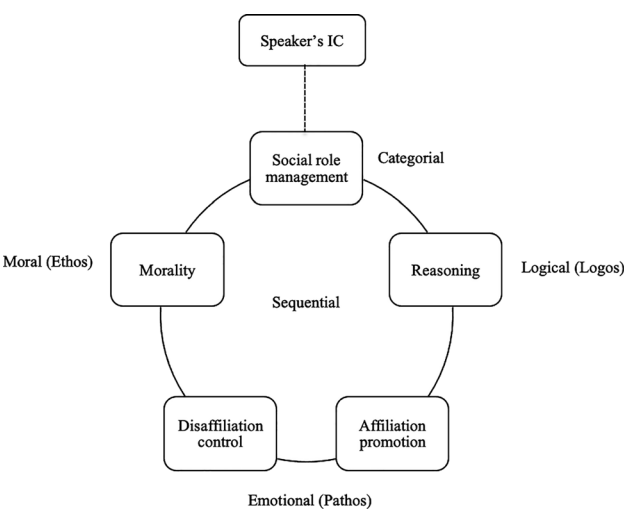 Speaker's IC
Social role
management
Categorial
Moral (Ethos)
Morality
Reasoning
Logical (Logos)
Sequential
Disaffiliation
control
Affiliation
promotion
Emotional (Pathos)